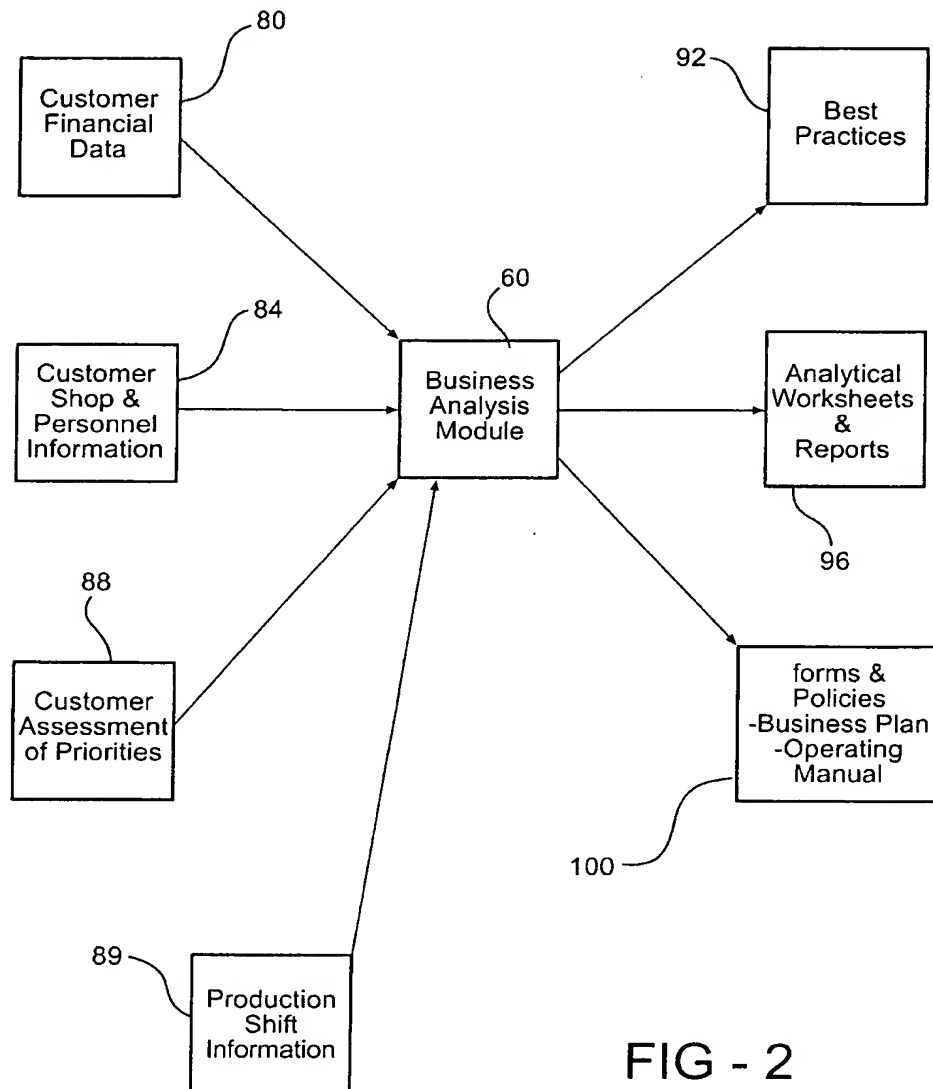 80
Customer
Financial
Data
92
Best
Practices
60
Business
Analysis
Module
84
Customer
Shop &
Personnel
Information
Analytical
Worksheets
&
Reports
96
88
Customer
Assessment
of Priorities
forms &
Policies
-Business Plan
-Operating
Manual
100
89
Production
Shift
Information
FIG - 2